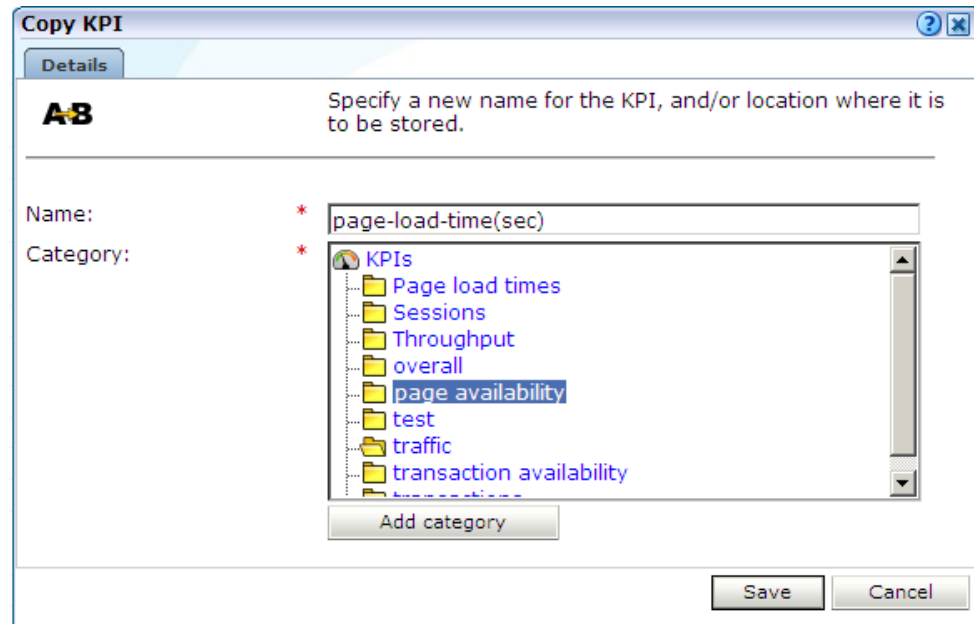 Copy KPI
Details
A B
Specify a new name for the KPI, and/or location where it is
to be stored.
Name: * page-load-time(sec)
Category: *
KPIs
Page load times
Sessions
Throughput
overall
page availability
test
traffic
transaction availability
transactions
Add category
Save Cancel